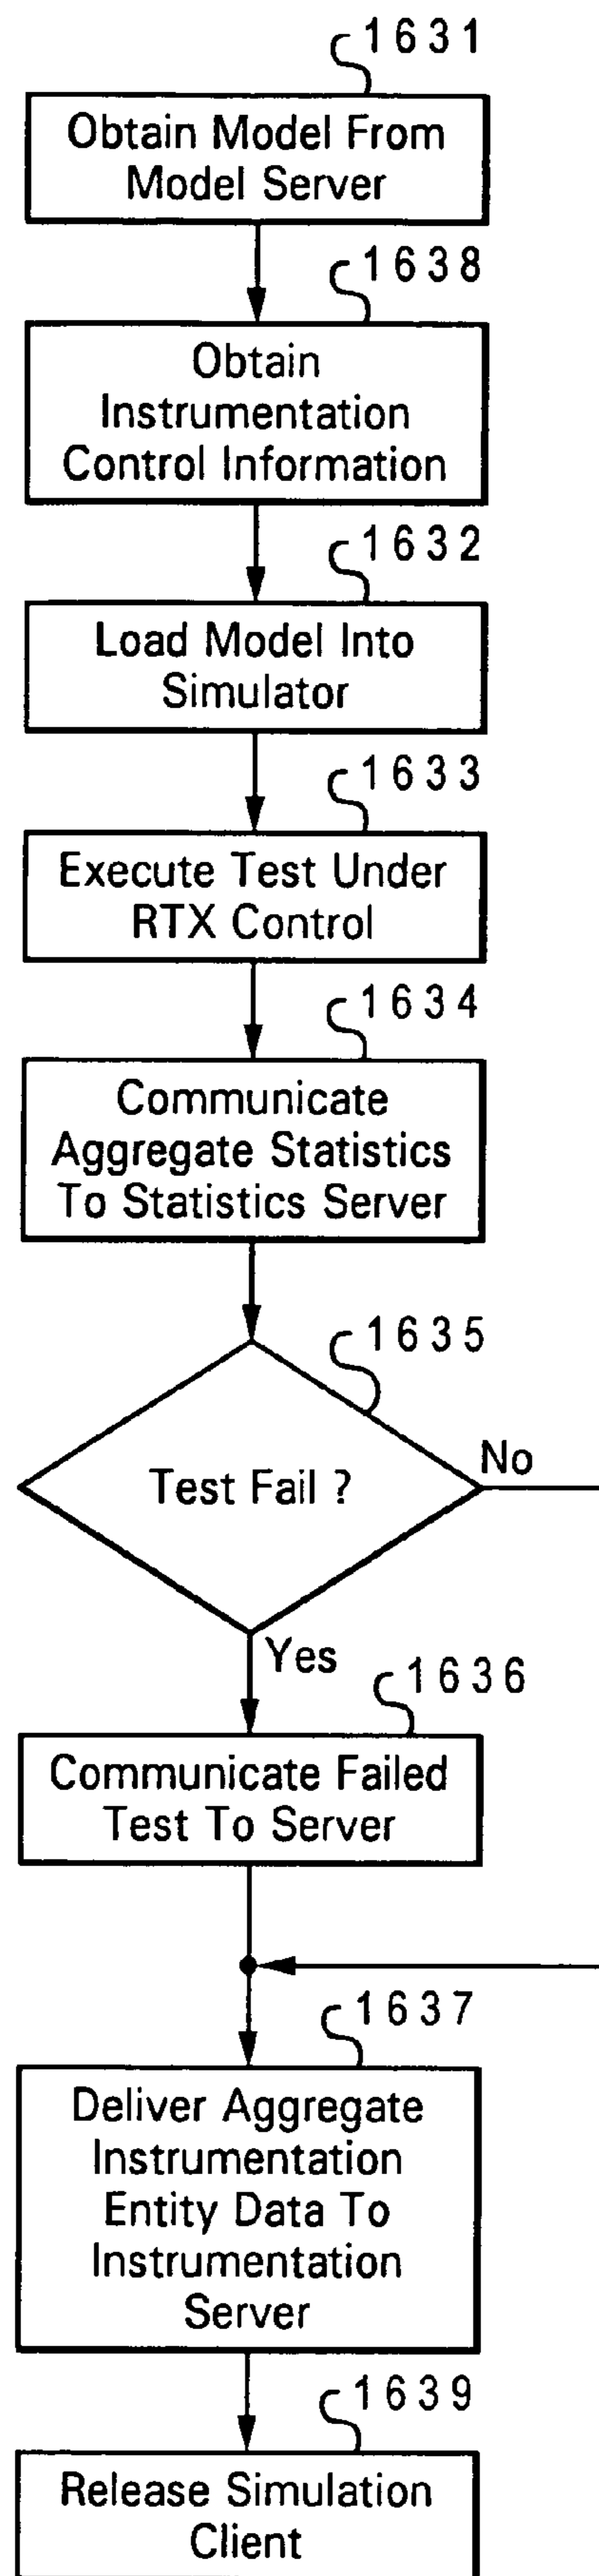 1631
Obtain Model From
Model Server
1638
Obtain
Instrumentation
Control Information
1632
Load Model Into
Simulator
1633
Execute Test Under
RTX Control
1634
Communicate
Aggregate Statistics
To Statistics Server
1635
Test Fail ?
No
Yes
1636
Communicate Failed
Test To Server
1637
Deliver Aggregate
Instrumentation
Entity Data To
Instrumentation
Server
1639
Release Simulation
Client